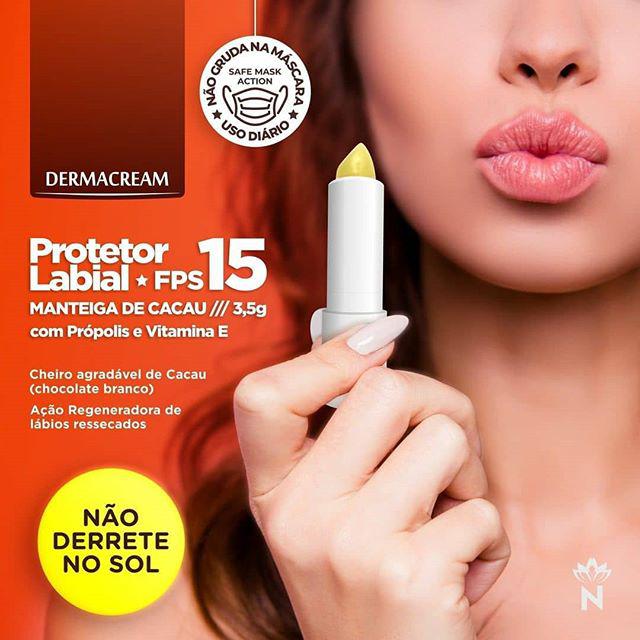 NÃO GRUDA NA MÁSCARA
SAFE MASK
ACTION
★ USO DIÁRIO ★
DERMACREAM
Protetor
Labial ★ FPS 15
MANTEIGA DE CACAU /// 3,5g
com Própolis e Vitamina E
Cheiro agradável de Cacau
(chocolate branco)
Ação Regeneradora de
lábios ressecados
NÃO
DERRETE
NO SOL
N